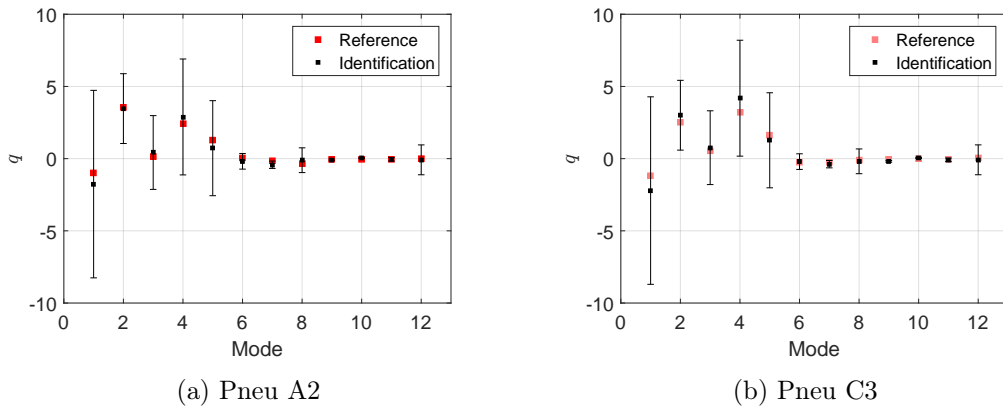 10
5
0
-5
-10
q
0 2 4 6 8 10 12
Mode
Reference
Identification
(a) Pneu A2
10
5
0
-5
-10
q
0 2 4 6 8 10 12
Mode
Reference
Identification
(b) Pneu C3